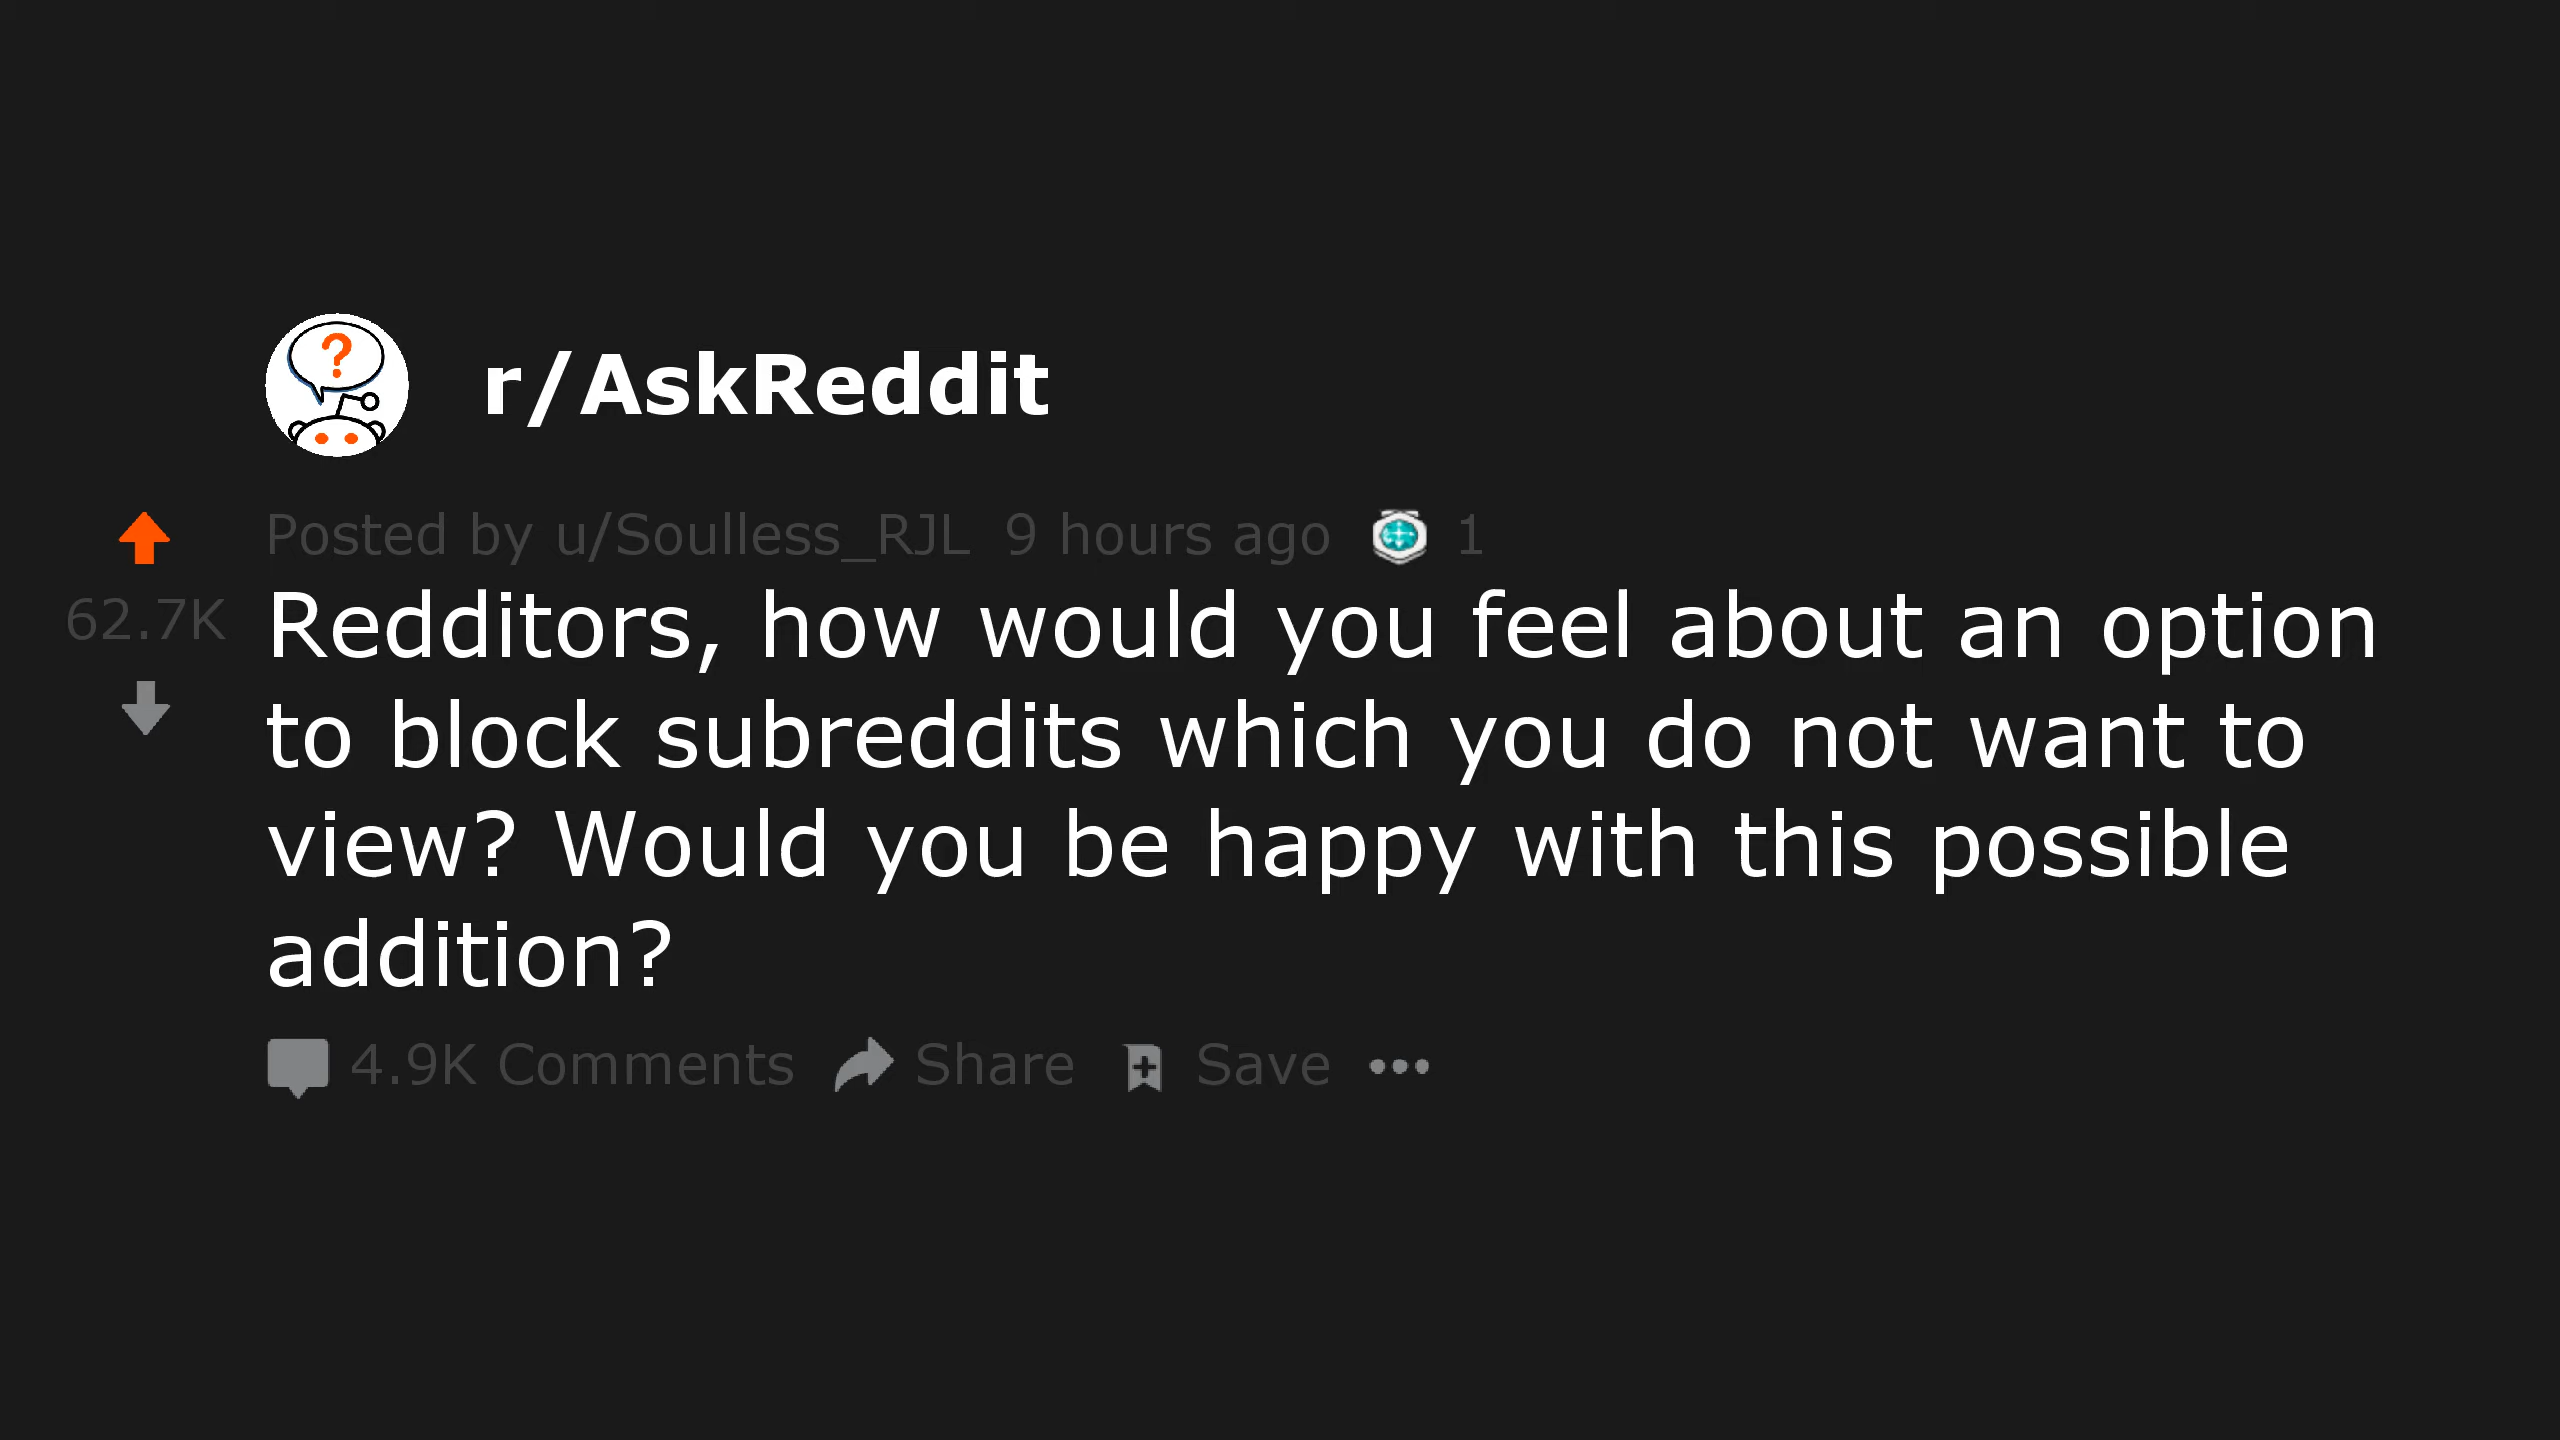 ?
r/AskReddit
Posted by u/Soulless_RJL 9 hours ago 1
62.7K
Redditors, how would you feel about an option
to block subreddits which you do not want to
view? Would you be happy with this possible
addition?
4.9K Comments Share Save